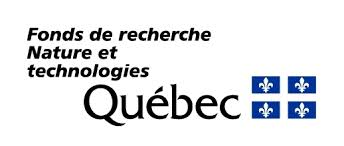 Fonds de recherche
Nature et
technologies
Québec